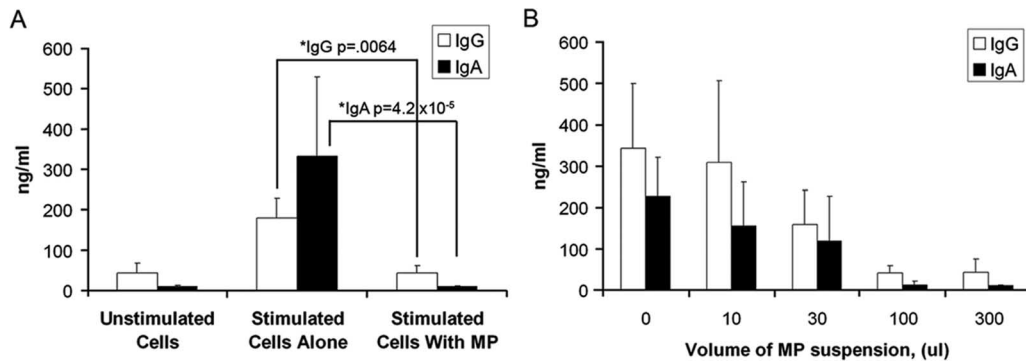 A
IgG
IgA
*IgG p=.0064
*IgA p=4.2 x10-5
600
500
400
300
200
100
0
ng/ml
Unstimulated Cells
Stimulated Cells Alone
Stimulated Cells With MP
B
IgG
IgA
600
500
400
300
200
100
0
ng/ml
0 10 30 100 300
Volume of MP suspension, (ul)